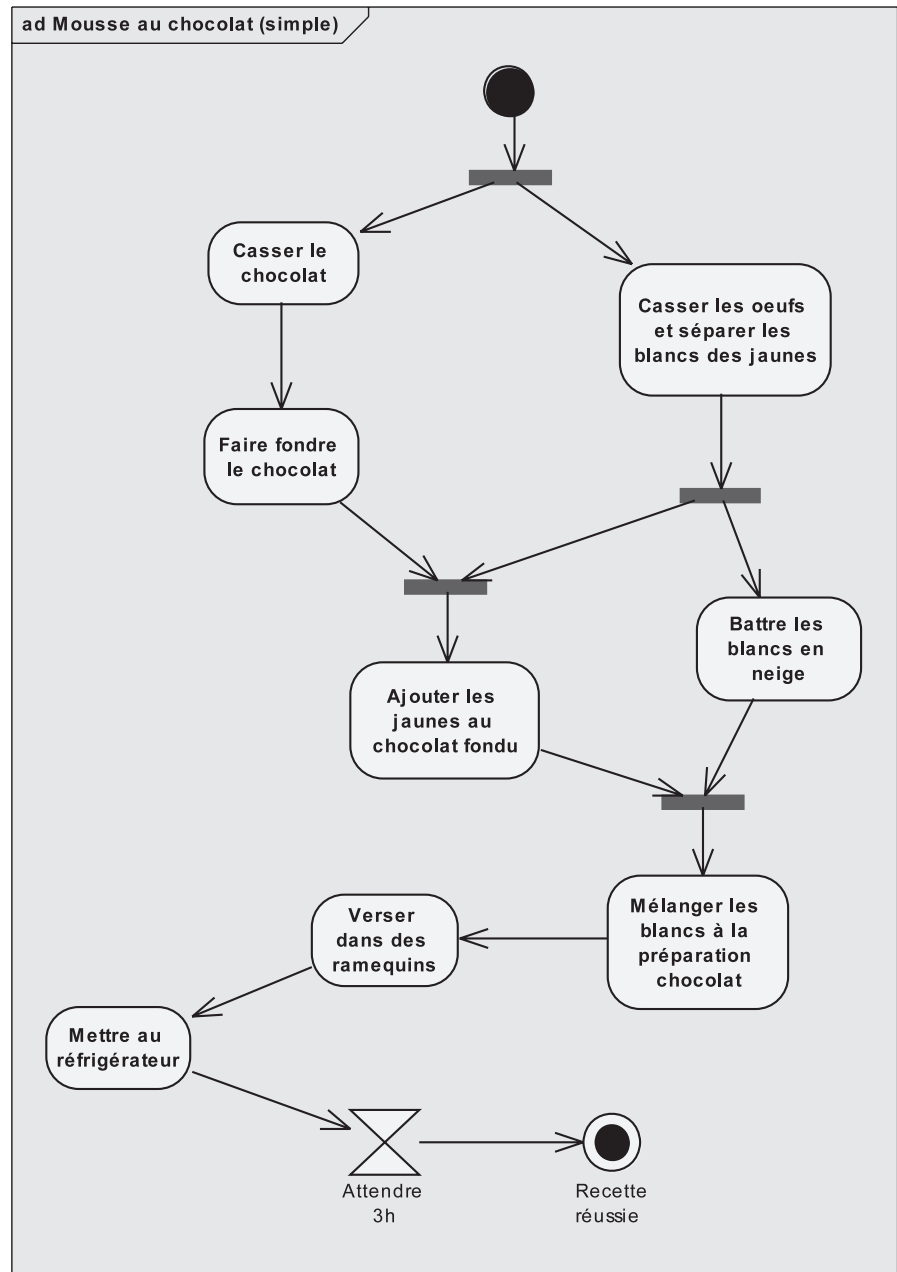 ad Mousse au chocolat (simple)
Casser le
chocolat
Casser les oeufs
et séparer les
blancs des jaunes
Faire fondre
le chocolat
Battre les
blancs en
neige
Ajouter les
jaunes au
chocolat fondu
Mélanger les
blancs à la
préparation
chocolat
Verser
dans des
ramequins
Mettre au
réfrigérateur
Attendre
3h
Recette
réussie